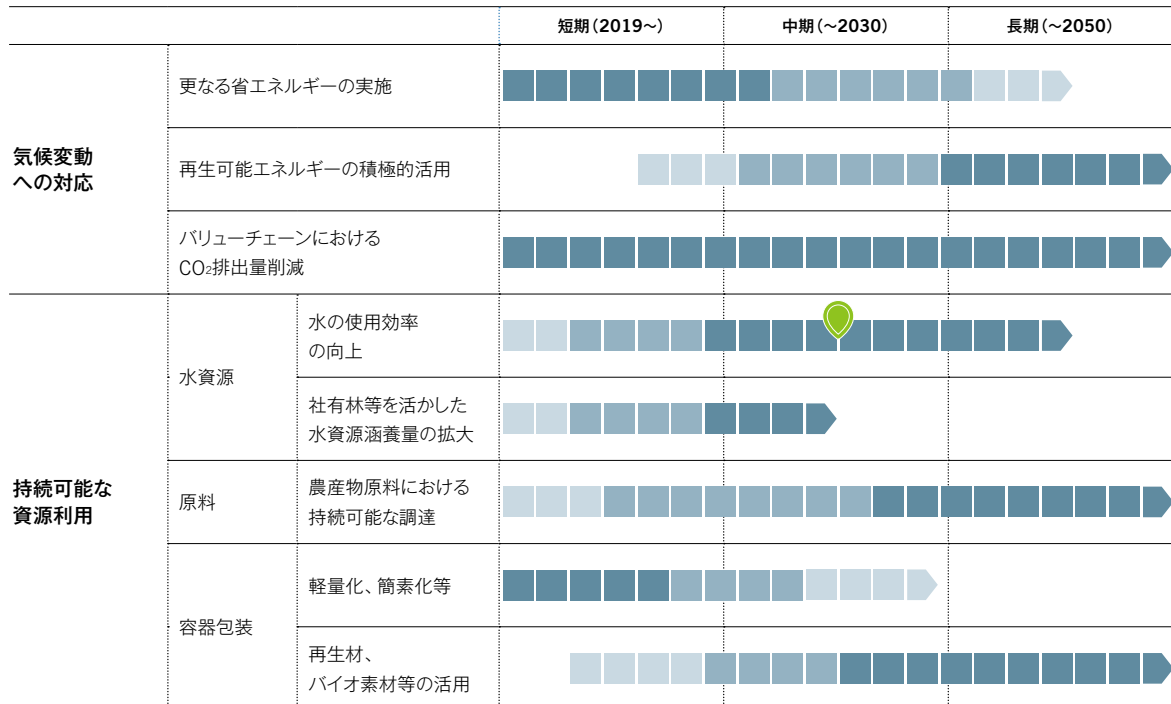 短期（2019〜）
中期（〜2030）
長期（〜2050）
気候変動
への対応
更なる省エネルギーの実施
再生可能エネルギーの積極的活用
バリューチェーンにおける
CO₂排出量削減
持続可能な
資源利用
水資源
水の使用効率
の向上
社有林等を活かした
水資源涵養量の拡大
原料
農産物原料における
持続可能な調達
容器包装
軽量化、簡素化等
再生材、
バイオ素材等の活用